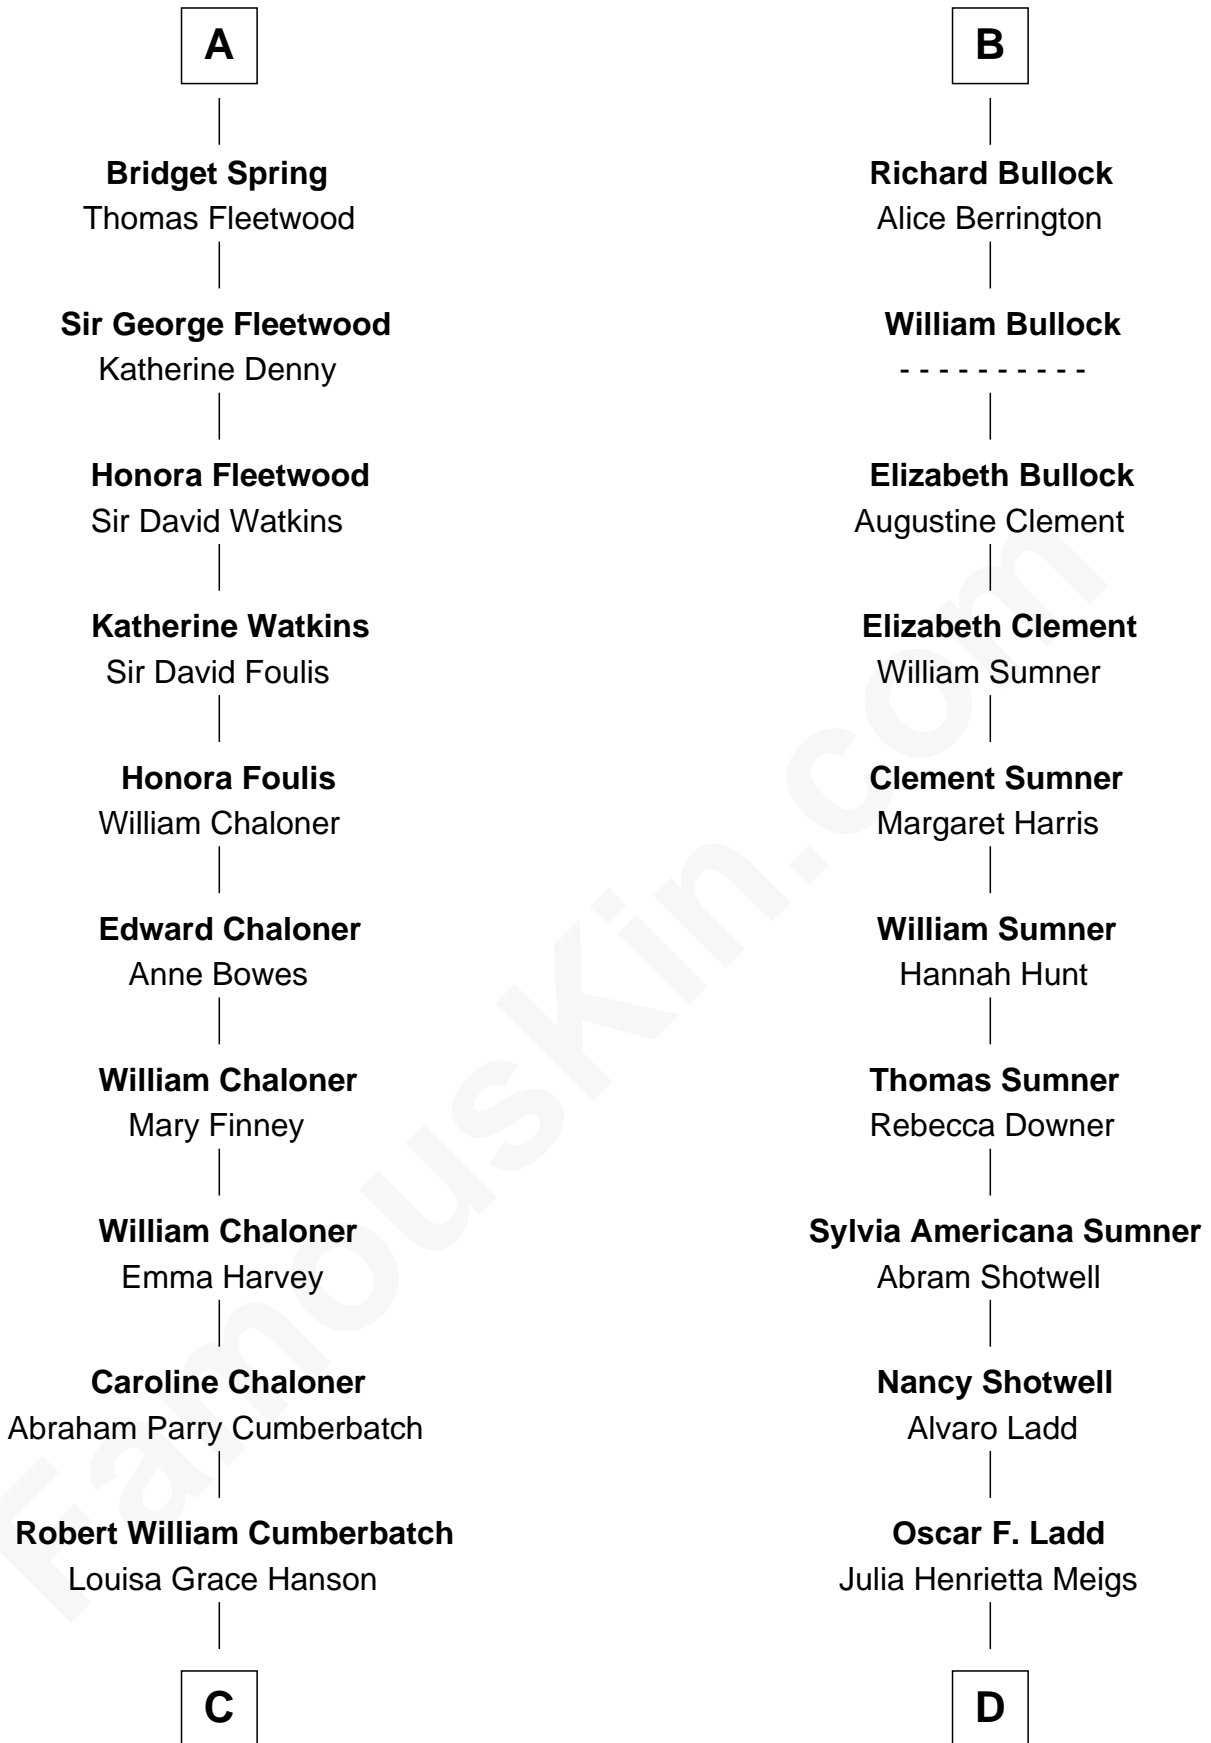 A
Bridget Spring
Thomas Fleetwood
Sir George Fleetwood
Katherine Denny
Honora Fleetwood
Sir David Watkins
Katherine Watkins
Sir David Foulis
Honora Foulis
William Chaloner
Edward Chaloner
Anne Bowes
William Chaloner
Mary Finney
William Chaloner
Emma Harvey
Caroline Chaloner
Abraham Parry Cumberbatch
Robert William Cumberbatch
Louisa Grace Hanson
C
B
Richard Bullock
Alice Berrington
William Bullock
- - - - - - - - - -
Elizabeth Bullock
Augustine Clement
Elizabeth Clement
William Sumner
Clement Sumner
Margaret Harris
William Sumner
Hannah Hunt
Thomas Sumner
Rebecca Downer
Sylvia Americana Sumner
Abram Shotwell
Nancy Shotwell
Alvaro Ladd
Oscar F. Ladd
Julia Henrietta Meigs
D
FamousKin.com